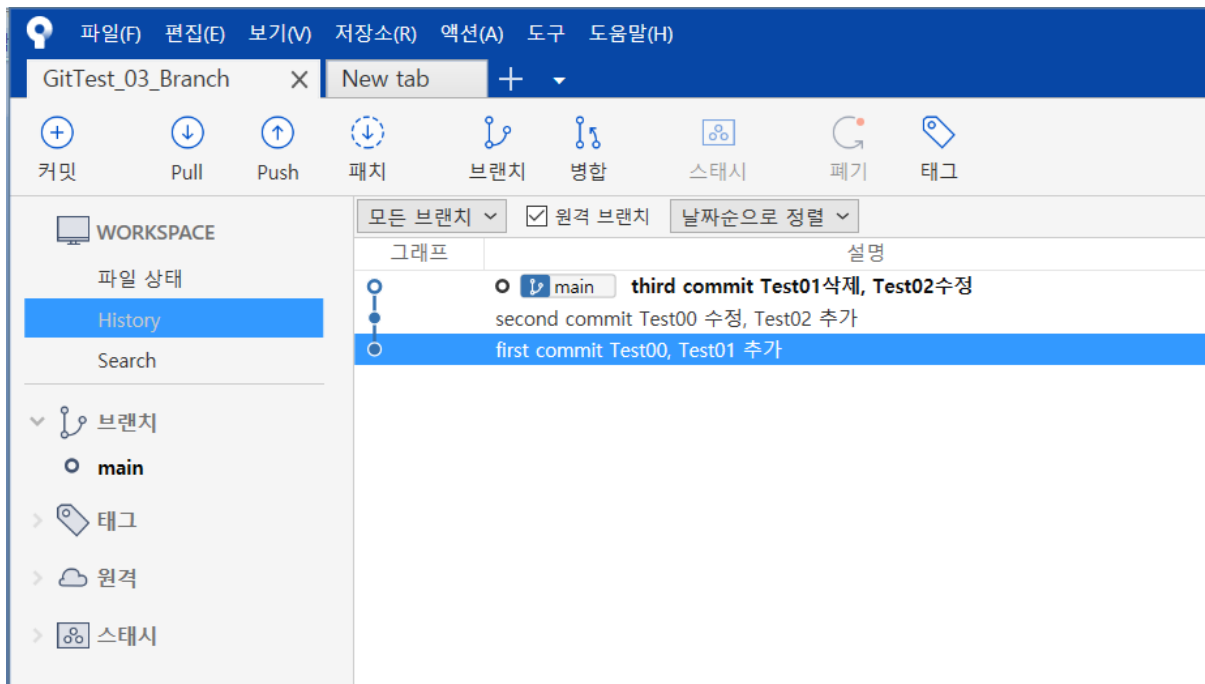 파일(F) 편집(E) 보기(V) 저장소(R) 액션(A) 도구 도움말(H)
GitTest_03_Branch New tab
커밋 Pull Push 패치 브랜치 병합 스태시 폐기 태그
모든 브랜치 원격 브랜치 날짜순으로 정렬
WORKSPACE
그래프 설명
파일 상태
main third commit Test01삭제, Test02수정
History
second commit Test00 수정, Test02 추가
Search
first commit Test00, Test01 추가
브랜치
main
태그
원격
스태시